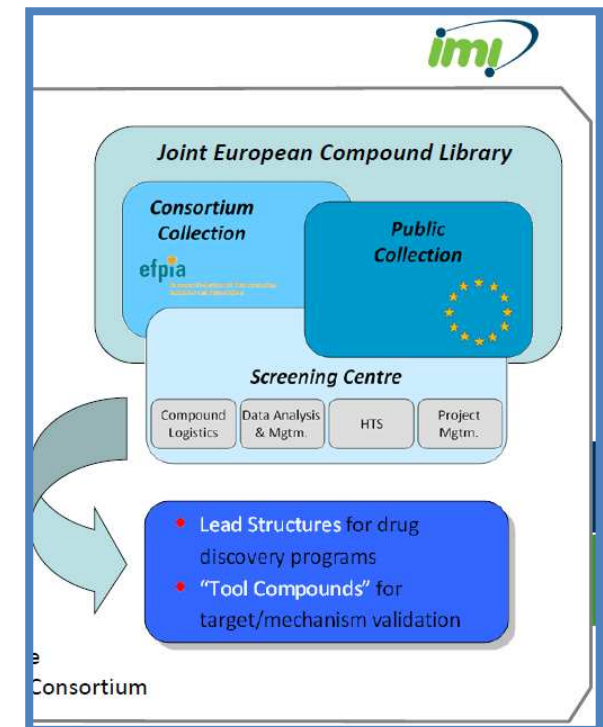 imi
Joint European Compound Library
Consortium
Collection
efpia
Public
Collection
Screening Centre
Compound
Logistics
Data Analysis
& Mgtm.
HTS
Project
Mgtm.
• Lead Structures for drug
discovery programs
• “Tool Compounds” for
target/mechanism validation
e
Consortium